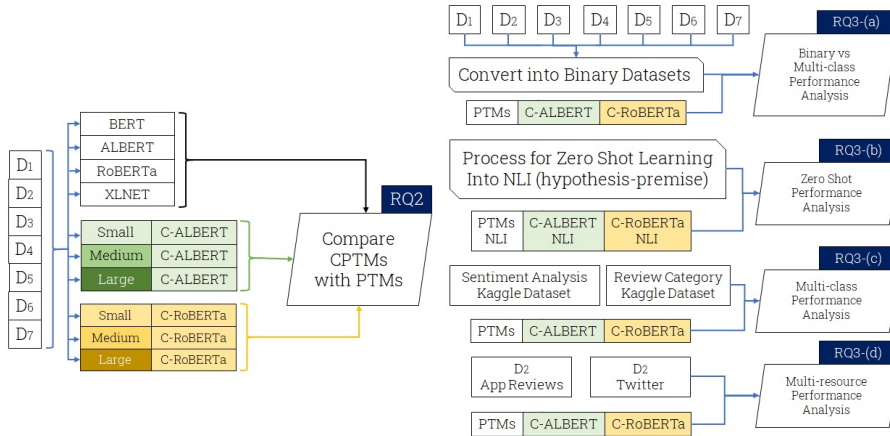 D1
D2
D3
D4
D5
D6
D7
BERT
ALBERT
RoBERTa
XLNET
Small C-ALBERT
Medium C-ALBERT
Large C-ALBERT
Small C-RoBERTa
Medium C-RoBERTa
Large C-RoBERTa
RQ2
Compare
CPTMs
with PTMs
D1 D2 D3 D4 D5 D6 D7
Convert into Binary Datasets
PTMs C-ALBERT C-RoBERTa
RQ3-(a)
Binary vs
Multi-class
Performance
Analysis
Process for Zero Shot Learning
Into NLI (hypothesis-premise)
PTMs
NLI
C-ALBERT
NLI
C-RoBERTa
NLI
RQ3-(b)
Zero Shot
Performance
Analysis
Sentiment Analysis
Kaggle Dataset
Review Category
Kaggle Dataset
PTMs C-ALBERT C-RoBERTa
RQ3-(c)
Multi-class
Performance
Analysis
D2
App Reviews
D2
Twitter
PTMs C-ALBERT C-RoBERTa
RQ3-(d)
Multi-resource
Performance
Analysis